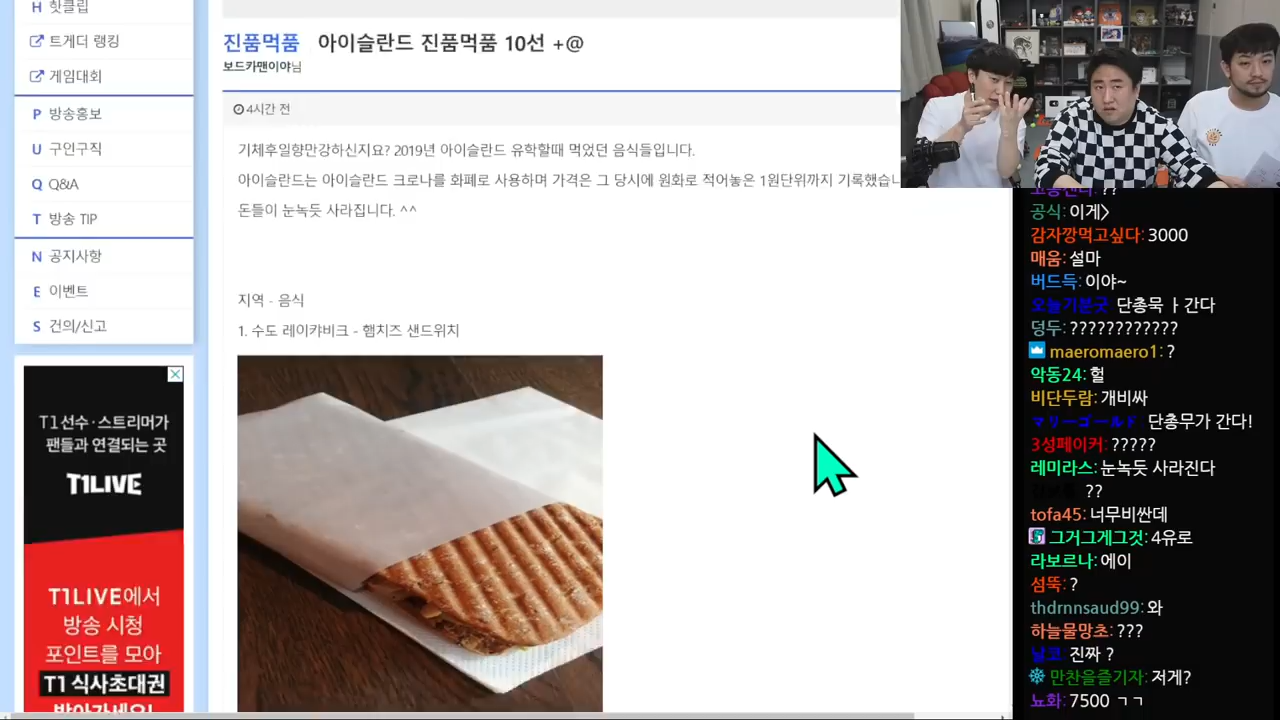 H 핫클립
트게더 랭킹
게임대회
P 방송홍보
U 구인구직
Q Q&A
T 방송 TIP
N 공지사항
E 이벤트
S 건의/신고
T1 선수·스트리머가
팬들과 연결되는 곳
T1LIVE
T1LIVE에서
방송 시청
포인트를 모아
T1 식사초대권
받아가세요!
진품먹품 아이슬란드 진품먹품 10선 +@
보드카맨이야님
4시간 전
기체후일향만강하신지요? 2019년 아이슬란드 유학할때 먹었던 음식들입니다.
아이슬란드는 아이슬란드 크로나를 화폐로 사용하며 가격은 그 당시에 원화로 적어놓은 1원단위까지 기록했습니
돈들이 눈녹듯 사라집니다. ^^
지역 - 음식
1. 수도 레이캬비크 - 햄치즈 샌드위치
??
공식: 이게>
감자깡먹고싶다: 3000
매움: 설마
버드득: 이야~
오늘기분굿 단총묵 ㅏ 간다
덩두: ????????????
maeromaero1: ?
악동24: 헐
비단두람: 개비싸
マリーゴールド 단총무가 간다!
3성페이커: ?????
레미라스: 눈녹듯 사라진다
??
tofa45: 너무비싼데
그거그게그것: 4유로
라보르나: 에이
섬뚝: ?
thdrnnsaud99: 와
하늘물망초: ???
진짜 ?
만찬을즐기자: 저게?
뇨화: 7500 ㄱㄱ